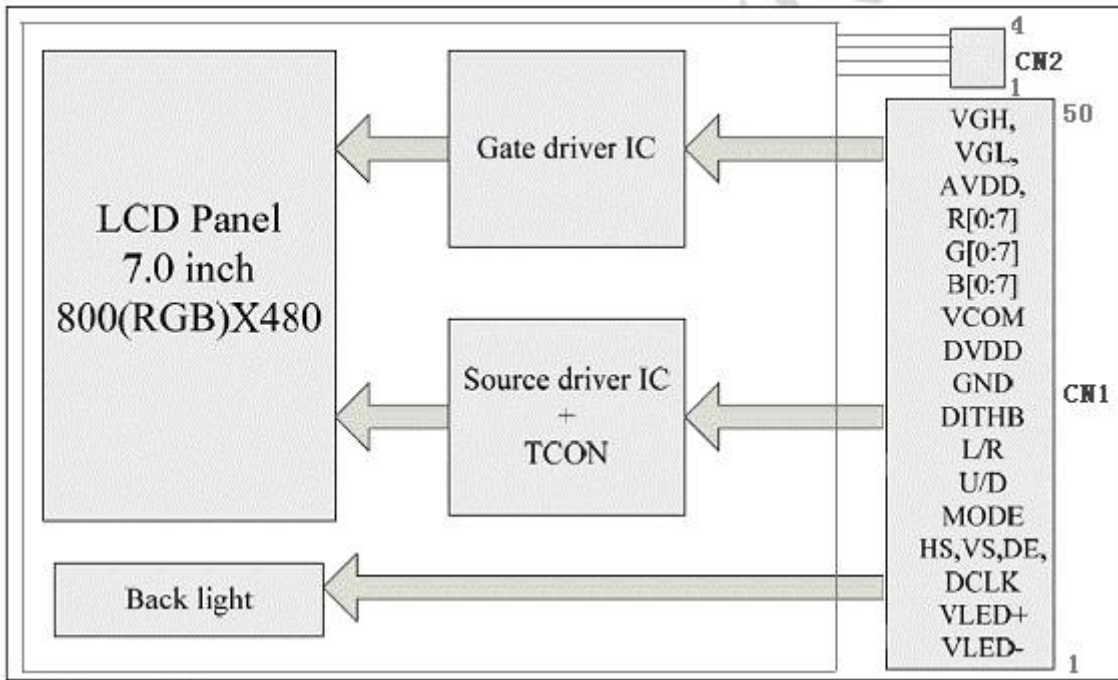 LCD Panel
7.0 inch
800(RGB)X480
Gate driver IC
Source driver IC
+
TCON
Back light
4
CN2
1
50
VGH,
VGL,
AVDD,
R[0:7]
G[0:7]
B[0:7]
VCOM
DVDD
GND
DITHB
L/R
U/D
MODE
HS,VS,DE,
DCLK
VLED+
VLED-
CN1
1